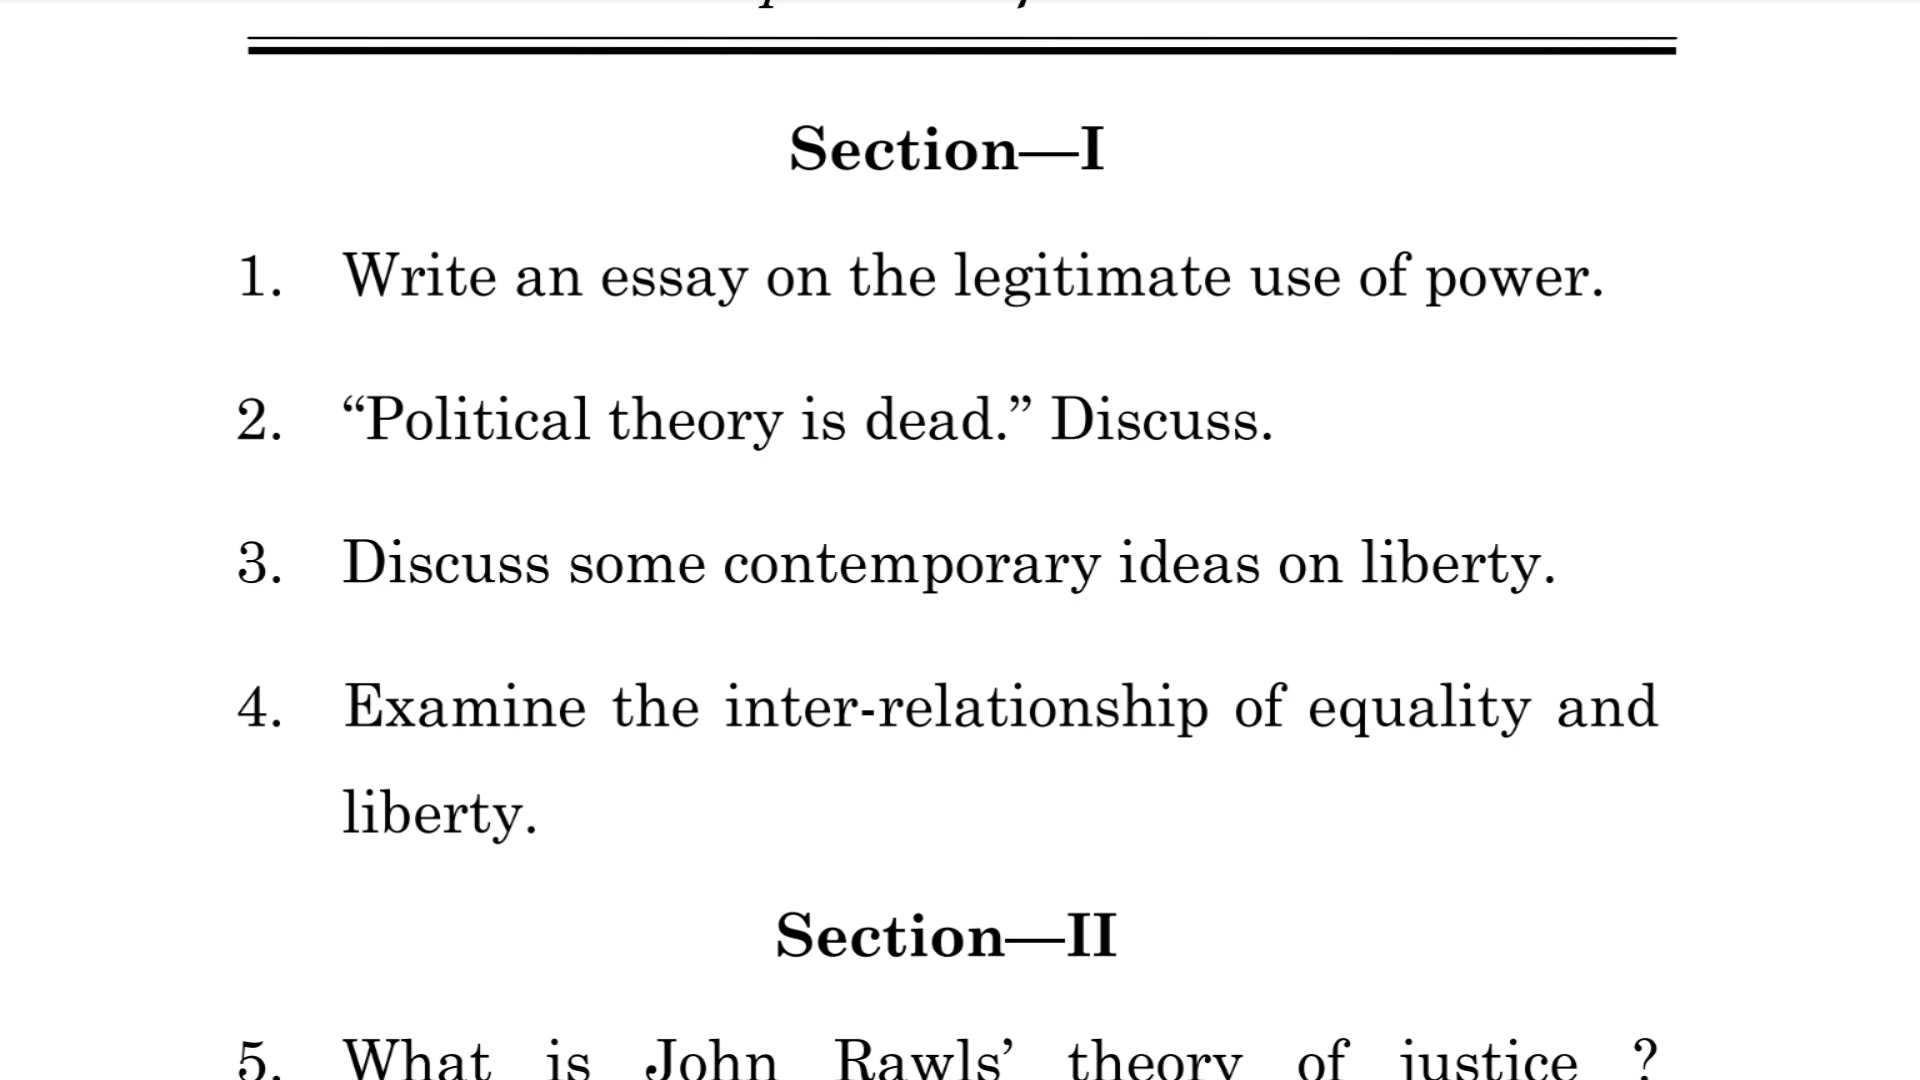 Section—I
1. Write an essay on the legitimate use of power.
2. “Political theory is dead.” Discuss.
3. Discuss some contemporary ideas on liberty.
4. Examine the inter-relationship of equality and
liberty.
Section—II
5. What is John Rawls’ theory of justice ?